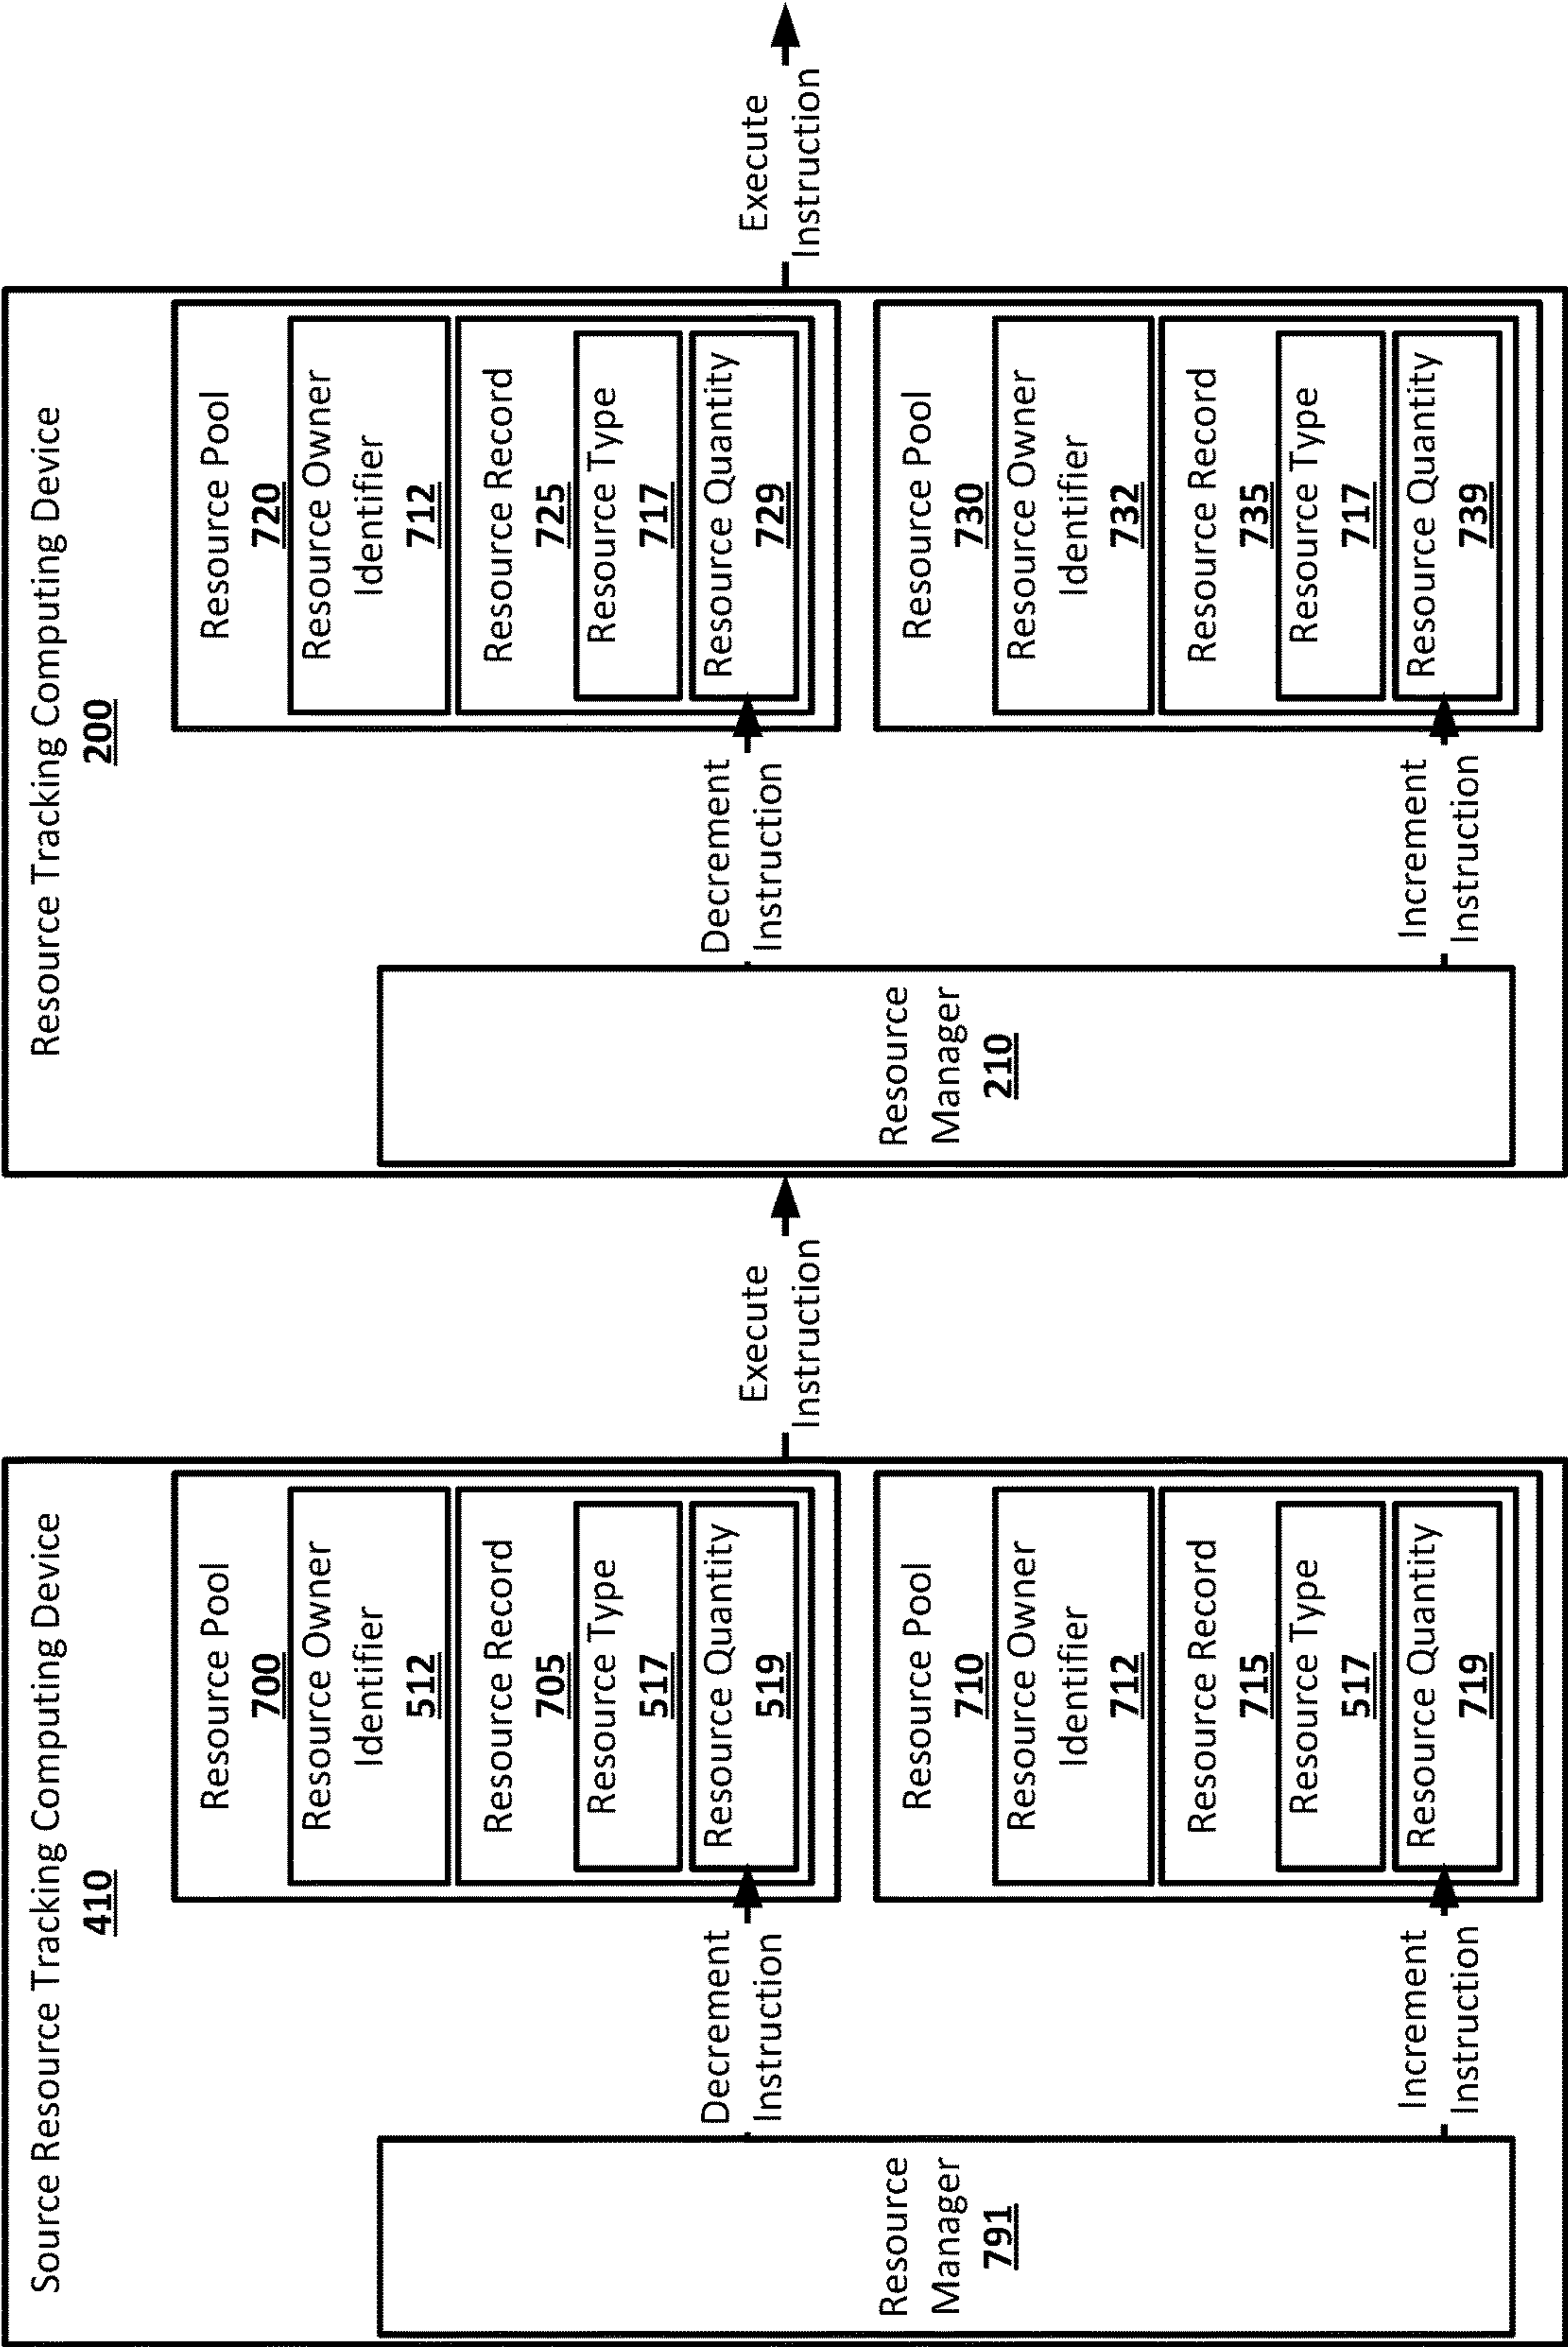 Source Resource Tracking Computing Device
410
Resource
Manager
791
Decrement
Instruction
Increment
Instruction
Resource Pool
700
Resource Owner
Identifier
512
Resource Record
705
Resource Type
517
Resource Quantity
519
Resource Pool
710
Resource Owner
Identifier
712
Resource Record
715
Resource Type
517
Resource Quantity
719
Execute
Instruction
Resource Tracking Computing Device
200
Resource
Manager
210
Decrement
Instruction
Increment
Instruction
Resource Pool
720
Resource Owner
Identifier
712
Resource Record
725
Resource Type
717
Resource Quantity
729
Resource Pool
730
Resource Owner
Identifier
732
Resource Record
735
Resource Type
717
Resource Quantity
739
Execute
Instruction